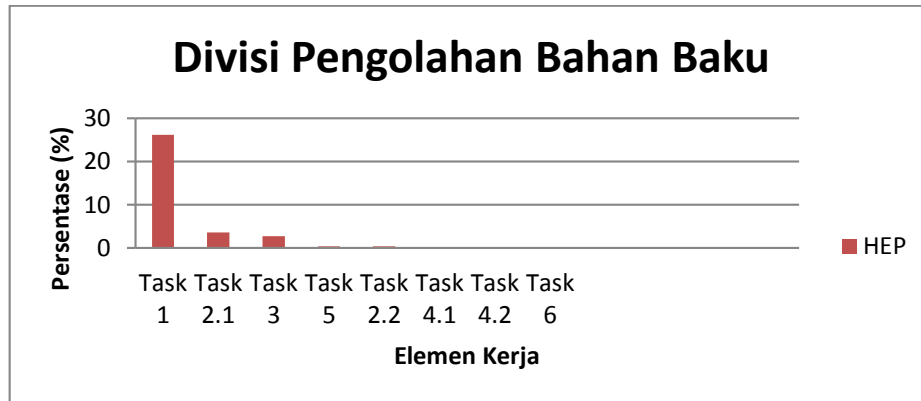 Divisi Pengolahan Bahan Baku
Persentase (%)
30
20
10
0
Task 1
Task 2.1
Task 3
Task 5
Task 2.2
Task 4.1
Task 4.2
Task 6
Elemen Kerja
HEP